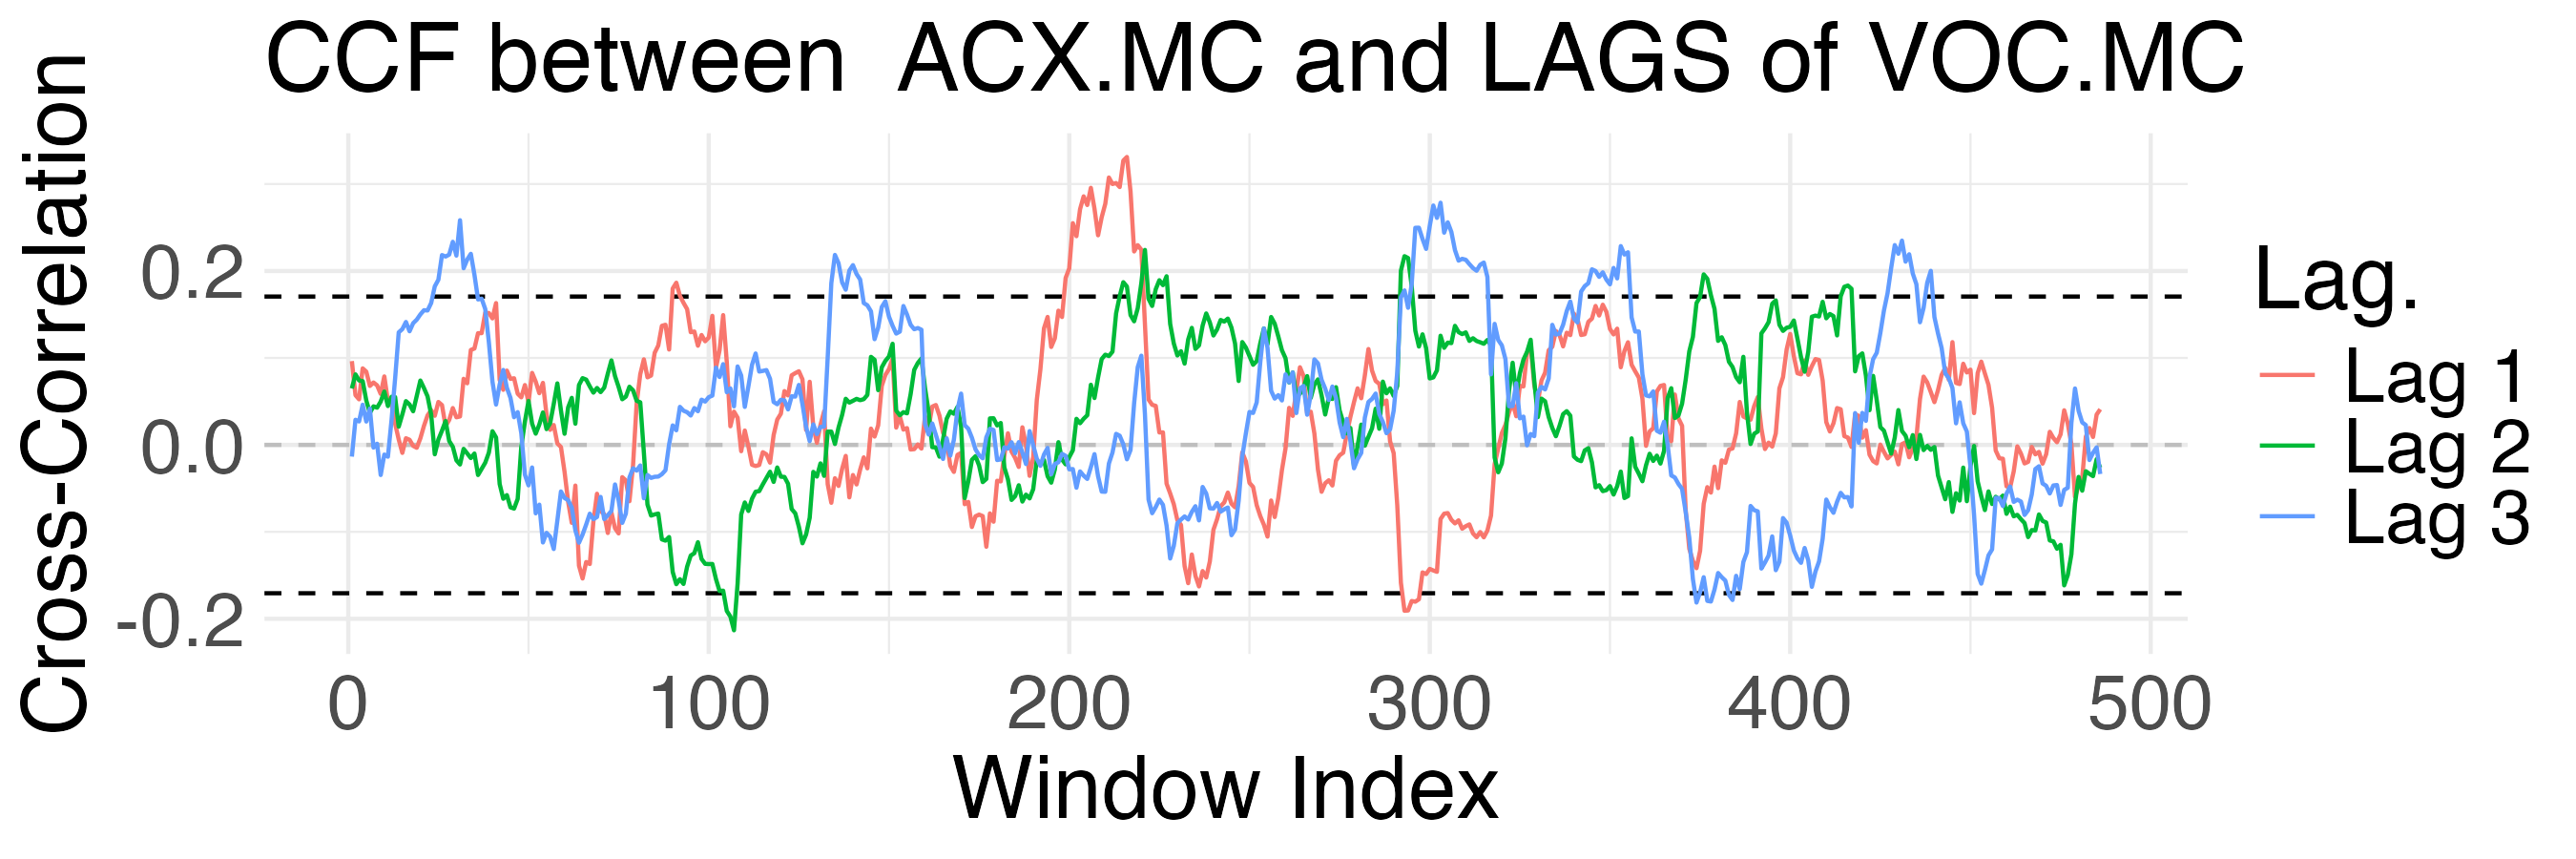 CCF between  ACX.MC and LAGS of VOC.MC
Cross-Correlation
0.2
0.0
-0.2
0
100
200
300
400
500
Window Index
Lag.
Lag 1
Lag 2
Lag 3